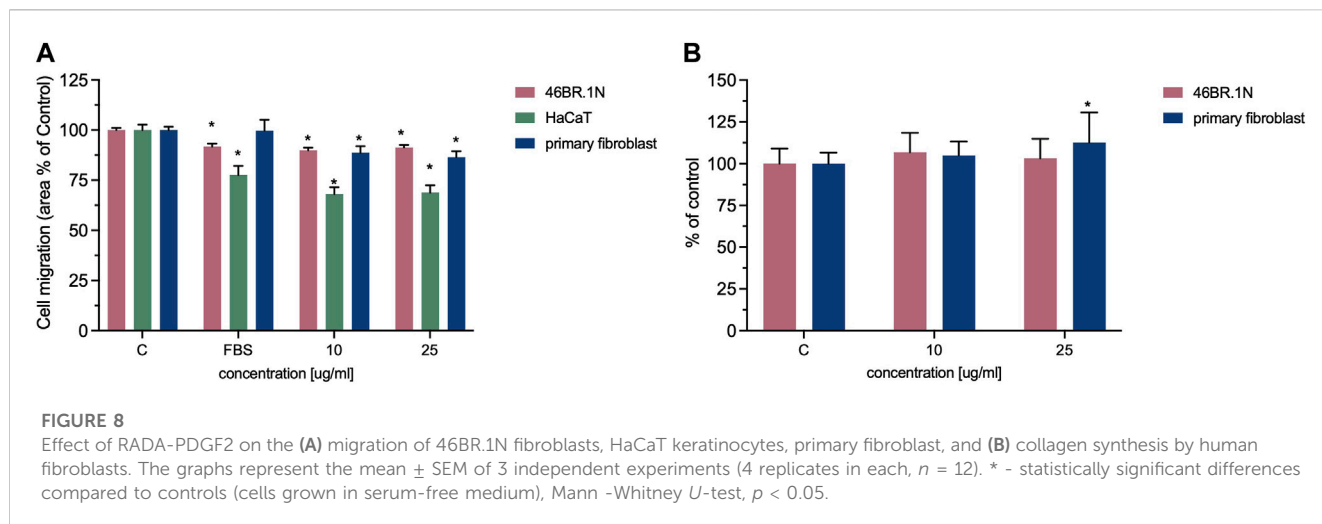 A
B
Cell migration (area % of Control)
125
100
75
50
25
0
*
*
*
*
*
*
*
*
C
FBS
10
25
concentration [ug/ml]
46BR.1N
HaCaT
primary fibroblast
% of control
150
125
100
75
50
25
0
*
C
10
25
concentration [ug/ml]
46BR.1N
primary fibroblast
FIGURE 8
Effect of RADA-PDGF2 on the (A) migration of 46BR.1N fibroblasts, HaCaT keratinocytes, primary fibroblast, and (B) collagen synthesis by human
fibroblasts. The graphs represent the mean ± SEM of 3 independent experiments (4 replicates in each, n = 12). * - statistically significant differences
compared to controls (cells grown in serum-free medium), Mann -Whitney U-test, p < 0.05.